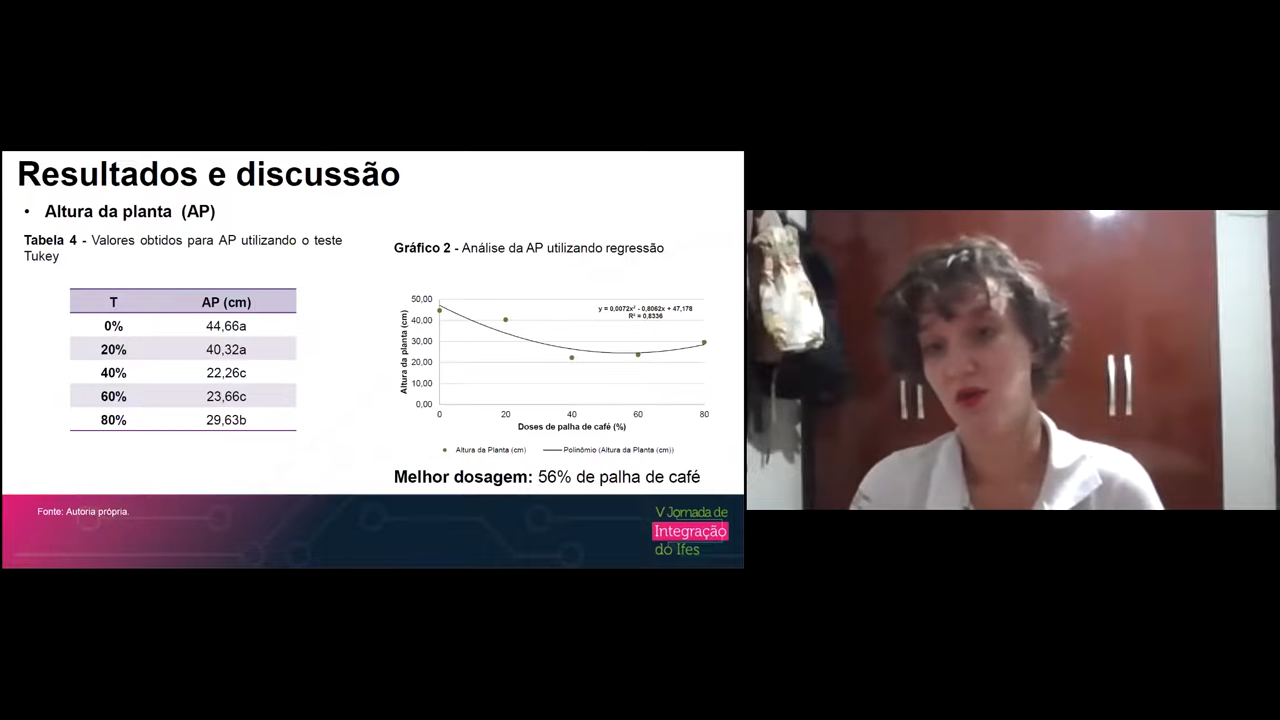 Resultados e discussão
• Altura da planta (AP)
Tabela 4 - Valores obtidos para AP utilizando o teste
Tukey
T AP (cm)
0% 44,66a
20% 40,32a
40% 22,26c
60% 23,66c
80% 29,63b
Gráfico 2 - Análise da AP utilizando regressão
Altura da planta (cm)
50,00
40,00
30,00
20,00
10,00
0,00
y = 0,0072x² - 0,8062x + 47,178
R² = 0,8336
0 20 40 60 80
Doses de palha de café (%)
Altura da Planta (cm) Polinômio (Altura da Planta (cm))
Melhor dosagem: 56% de palha de café
Fonte: Autoria própria.
V Jornada de
Integração
do Ifes